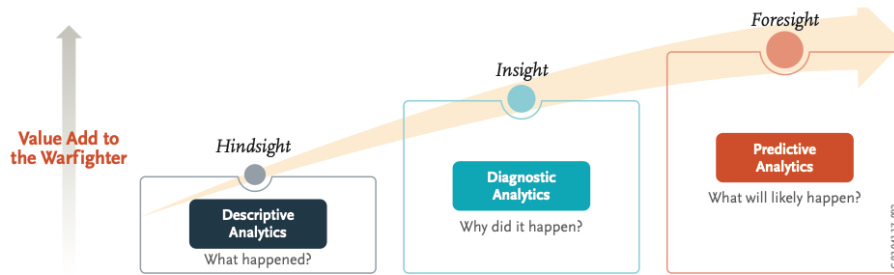 Foresight
Insight
Hindsight
Value Add to
the Warfighter
Descriptive
Analytics
What happened?
Diagnostic
Analytics
Why did it happen?
Predictive
Analytics
What will likely happen?